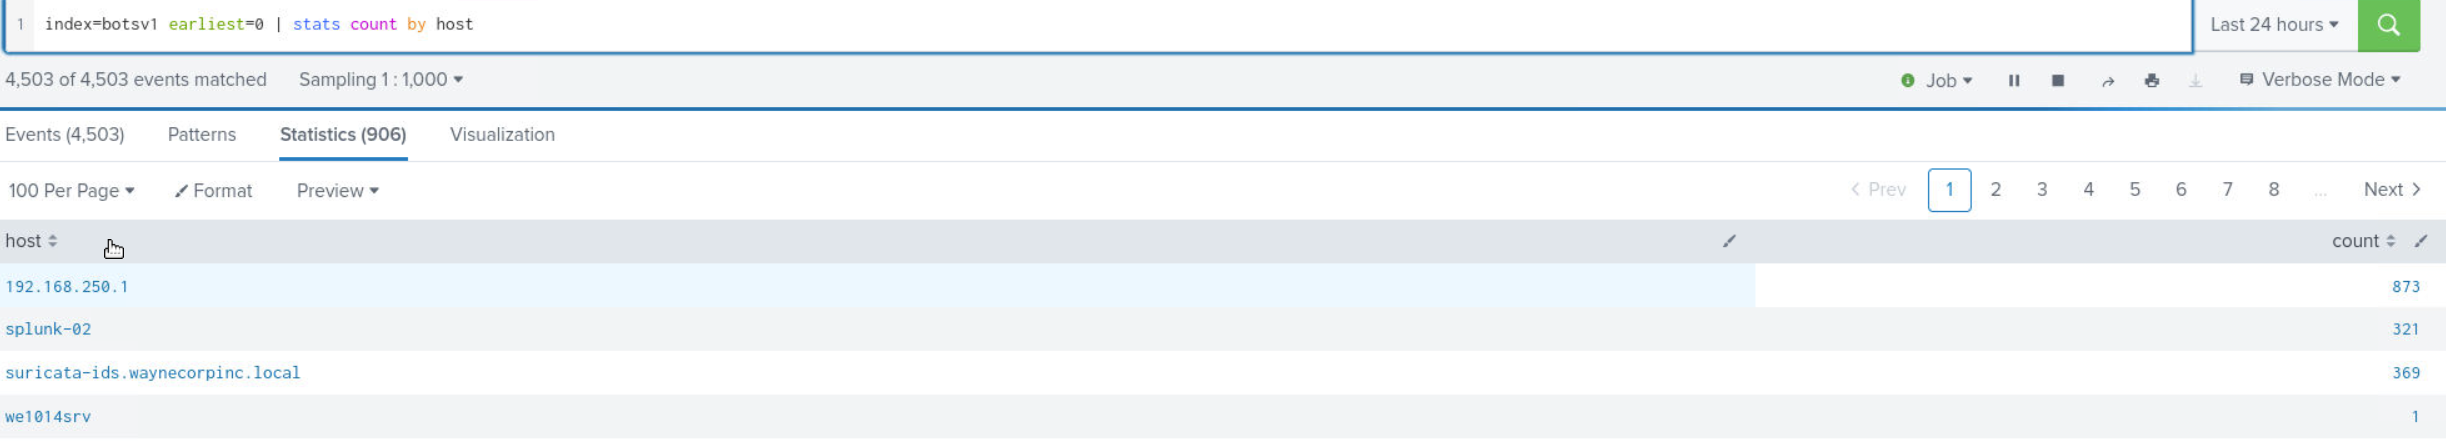 1 index=botsv1 earliest=0 | stats count by host Last 24 hours
4,503 of 4,503 events matched Sampling 1 : 1,000 Job Verbose Mode
Events (4,503) Patterns Statistics (906) Visualization
100 Per Page Format Preview Prev 1 2 3 4 5 6 7 8 ... Next
host count
192.168.250.1 873
splunk-02 321
suricata-ids.waynecorpinc.local 369
we1014srv 1